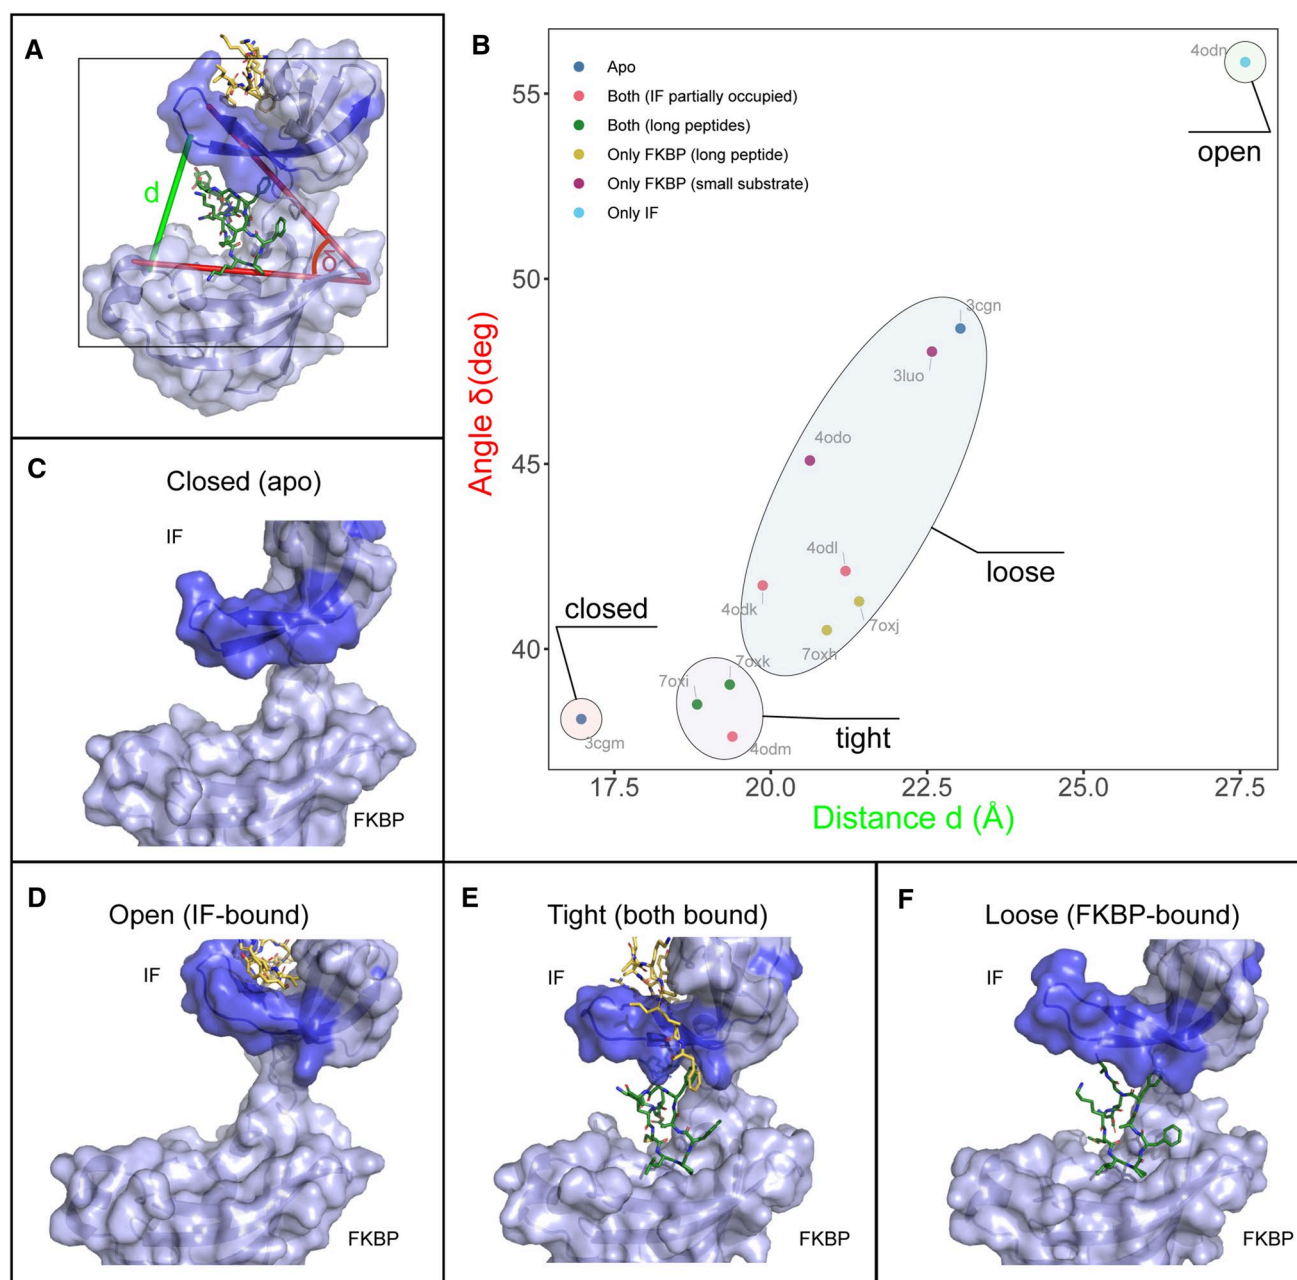 A
d
δ
B
Apo
Both (IF partially occupied)
Both (long peptides)
Only FKBP (long peptide)
Only FKBP (small substrate)
Only IF
4odn
open
3cgn
3luo
4odo
4odl
4odk
7oxj
7oxh
loose
closed
7oxk
7oxi
3cgm
4odm
tight
55
50
45
40
Angle δ(deg)
17.5 20.0 22.5 25.0 27.5
Distance d (Å)
C
Closed (apo)
IF
FKBP
D
Open (IF-bound)
IF
FKBP
E
Tight (both bound)
IF
FKBP
F
Loose (FKBP-bound)
IF
FKBP